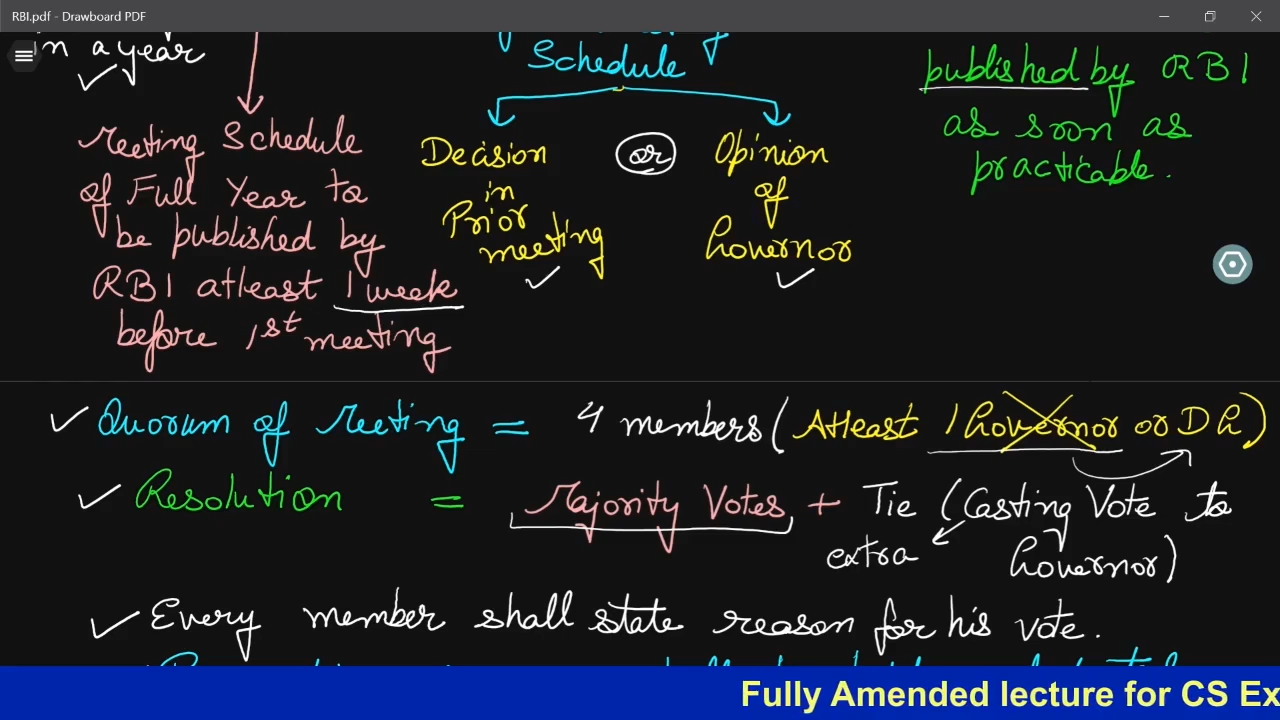 RBI.pdf - Drawboard PDF
in a year
Schedule
published by RBI
as soon as
practicable.
Meeting Schedule
of Full Year to
be published by
RBI atleast 1 week
before 1st meeting
Decision
in
Prior
meeting
or
Opinion
of
Governor
Quorum of Meeting = 4 members (Atleast 1 Governor or DG)
Resolution = Majority Votes + Tie (Casting Vote to
extra Governor)
Every member shall state reason for his vote.
Fully Amended lecture for CS Ex